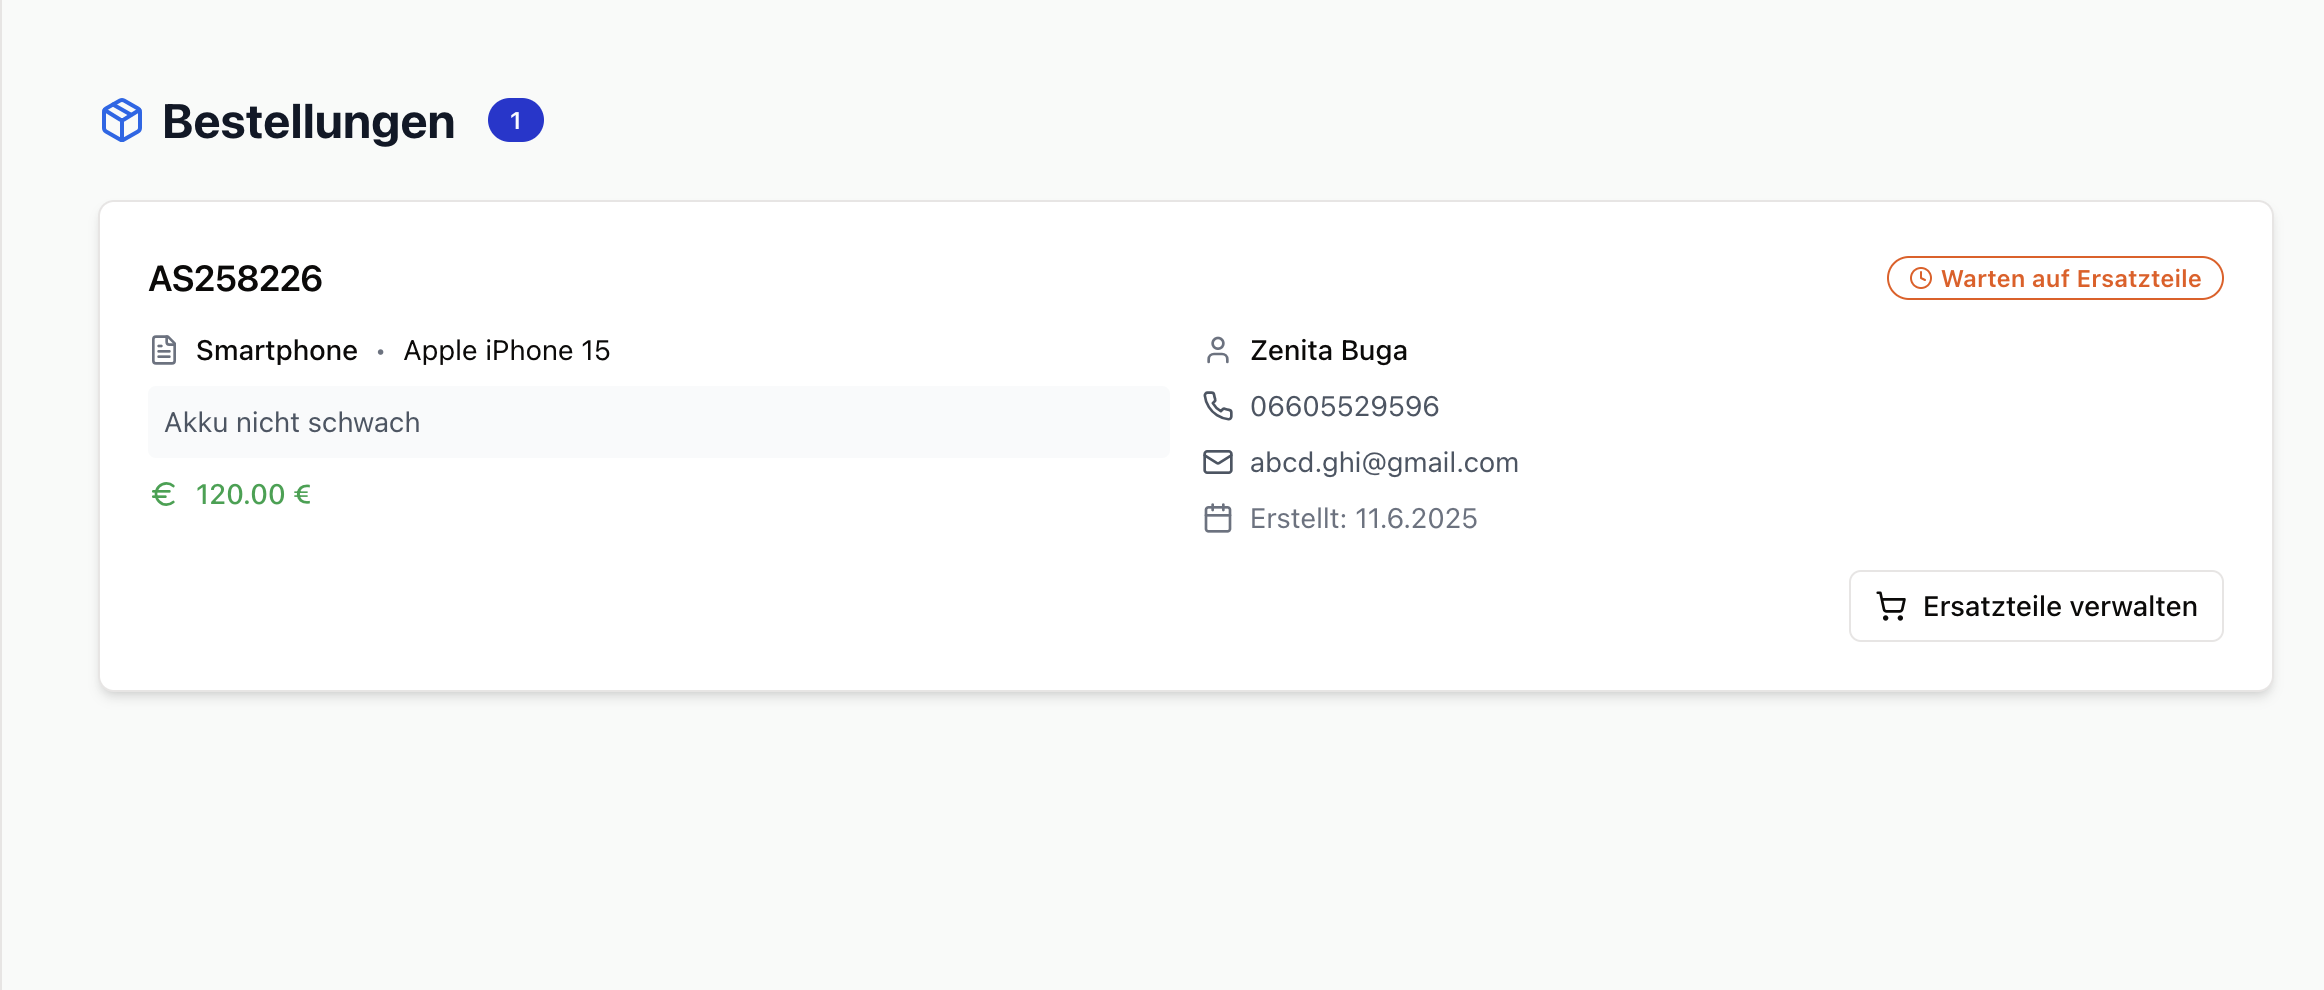 Bestellungen 1
AS258226
Warten auf Ersatzteile
Smartphone • Apple iPhone 15
Akku nicht schwach
€ 120.00 €
Zenita Buga
06605529596
abcd.ghi@gmail.com
Erstellt: 11.6.2025
Ersatzteile verwalten